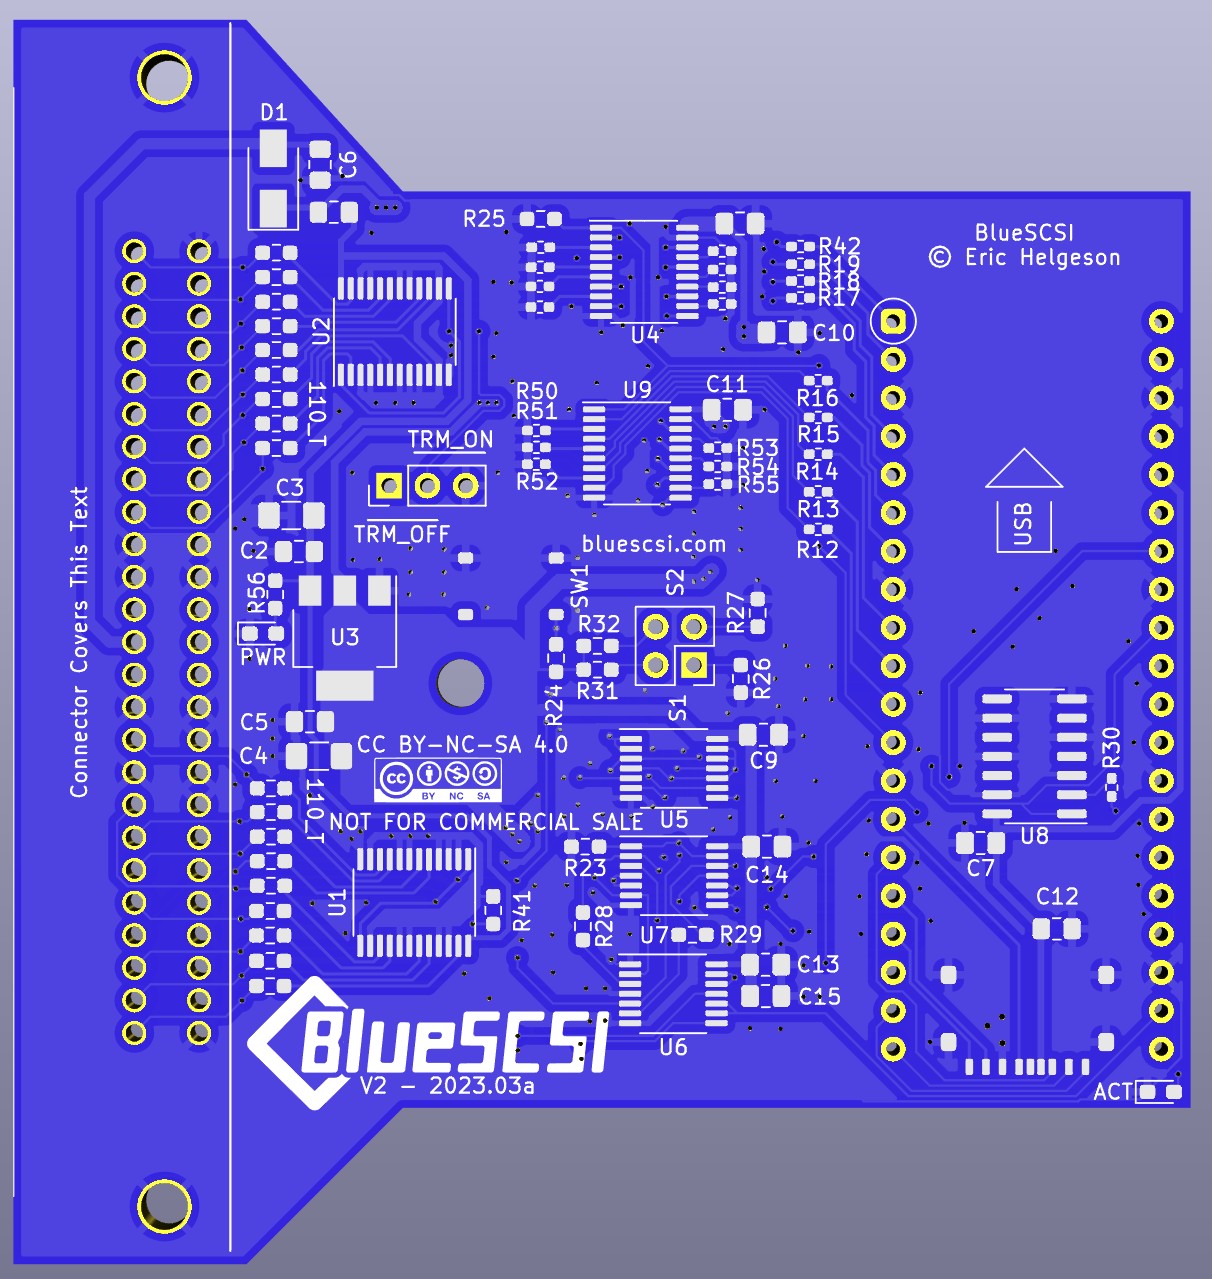 D1
C6
R25
U4
R42
R19
R18
R17
C10
BlueSCSI
© Eric Helgeson
U2
110_T
R50
R51
R52
U9
C11
R53
R54
R55
R16
R15
R14
R13
R12
TRM_ON
TRM_OFF
C3
C2
R56
PWR
U3
bluescsi.com
SW1
S2
R27
R32
R31
R24
R26
S1
USB
Connector Covers This Text
C5
C4
110_T
CC BY-NC-SA 4.0
cc
BY NC SA
NOT FOR COMMERCIAL SALE
U5
C9
U8
R30
C7
C12
R23
C14
U1
R41
R28
U7
R29
C13
C15
U6
BlueSCSI
V2 - 2023.03a
ACT